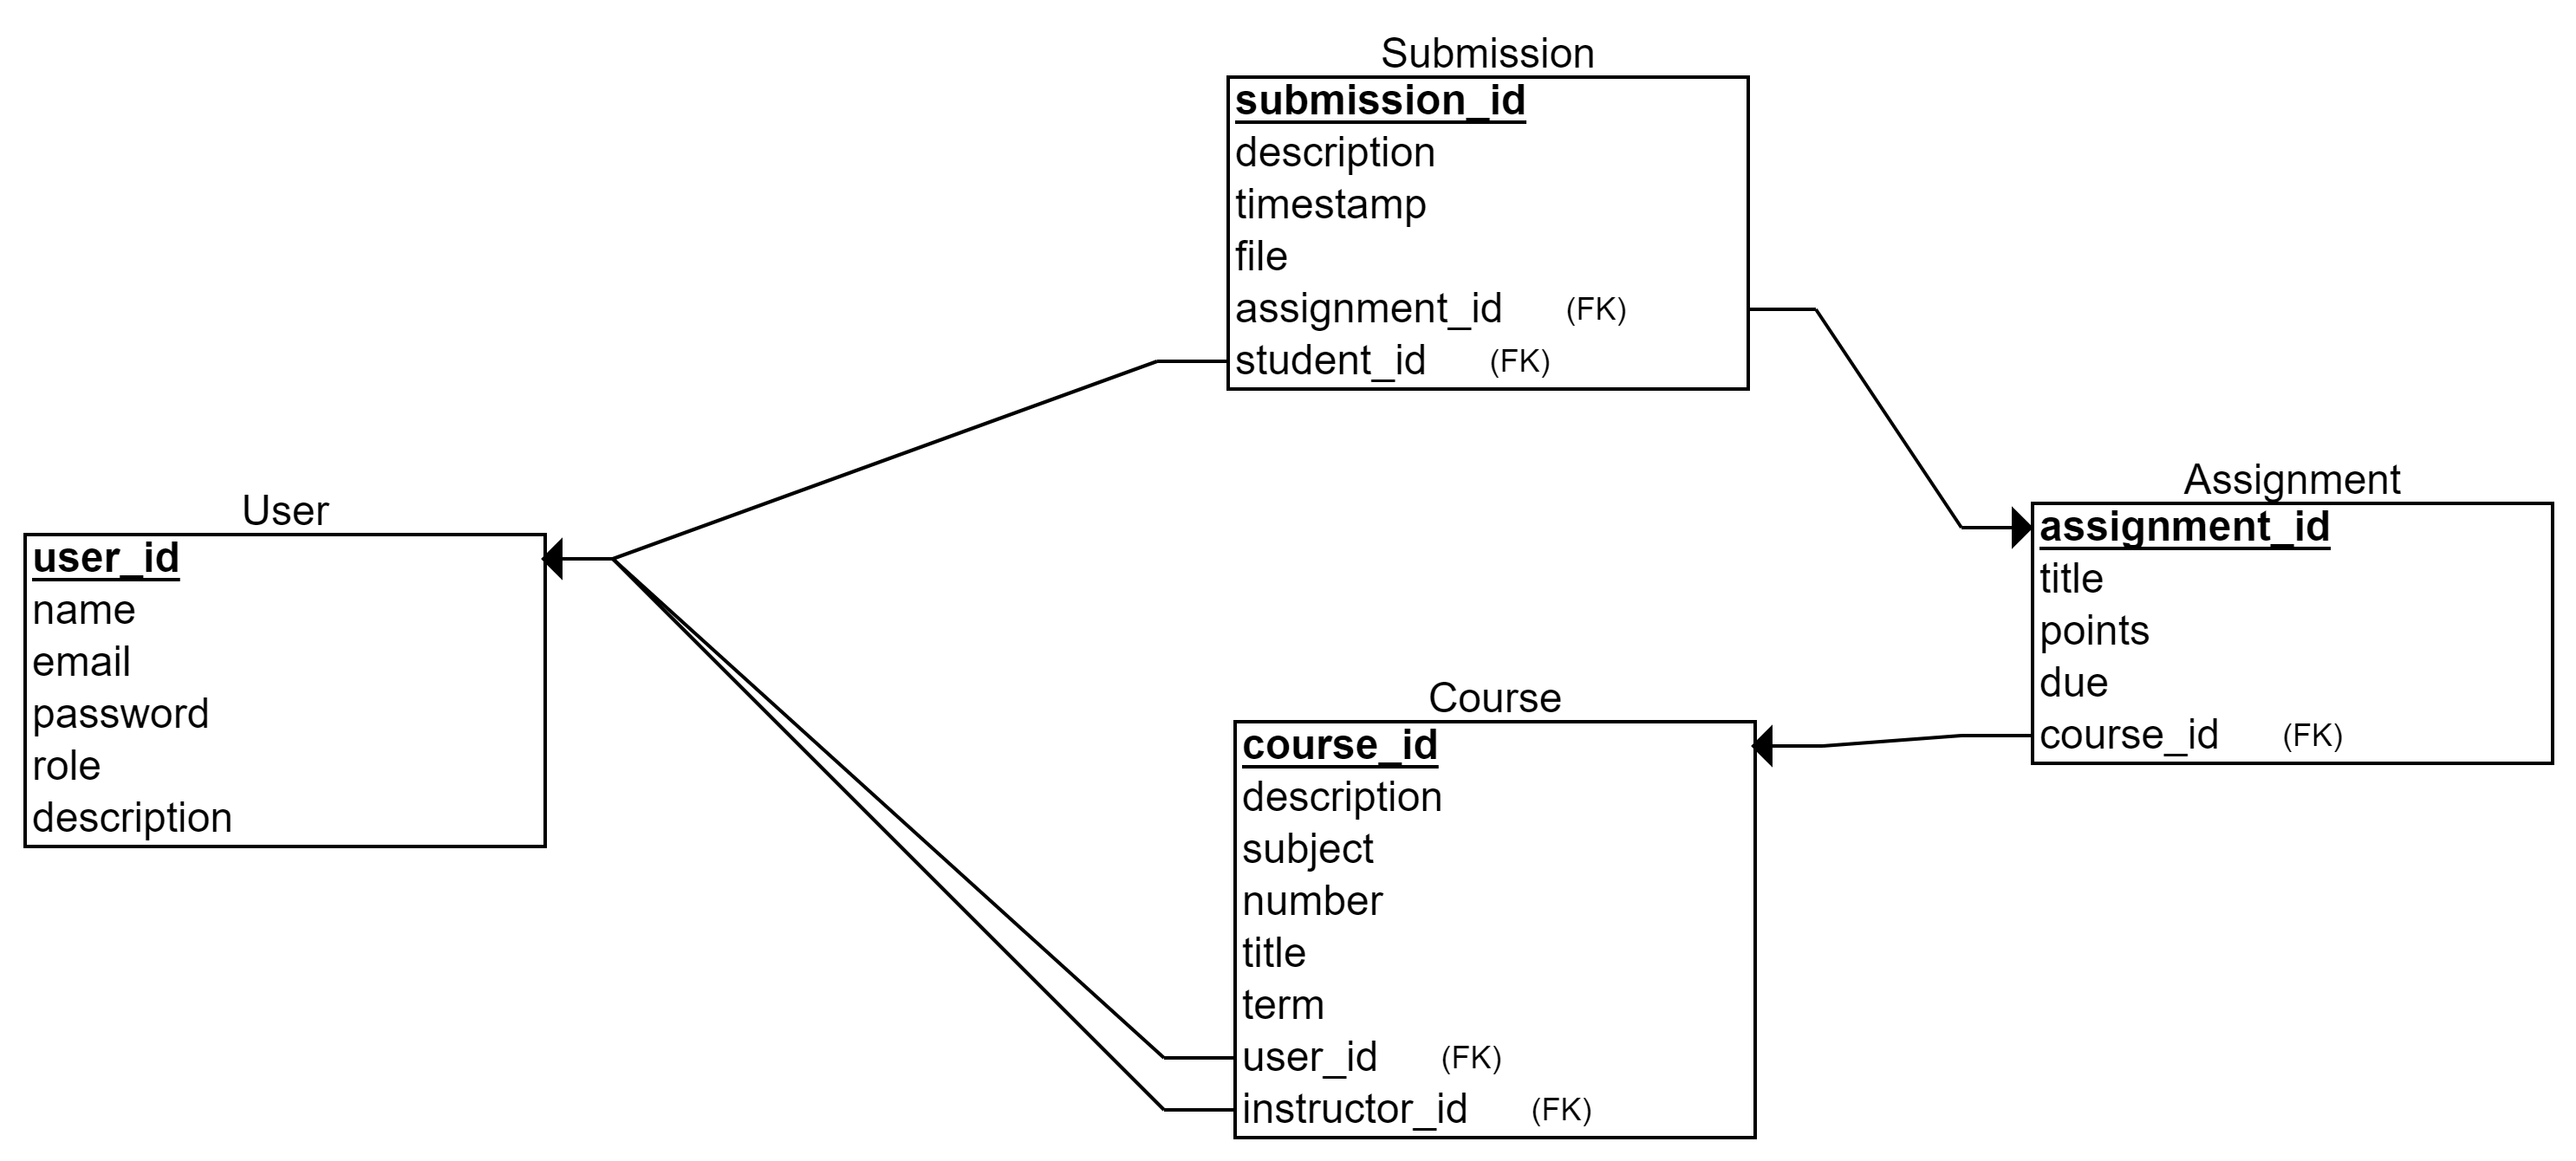 Submission
submission_id
description
timestamp
file
assignment_id (FK)
student_id (FK)
User
user_id
name
email
password
role
description
Assignment
assignment_id
title
points
due
course_id (FK)
Course
course_id
description
subject
number
title
term
user_id (FK)
instructor_id (FK)